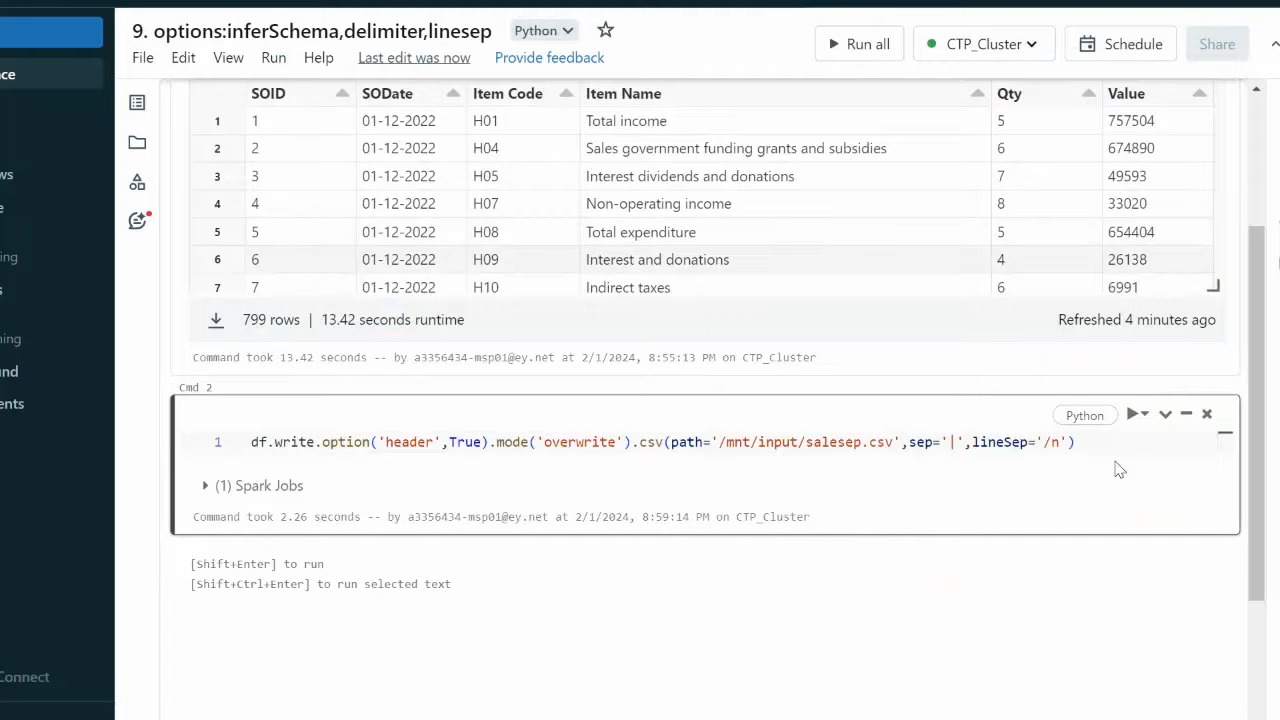 9. options:inferSchema,delimiter,linesep Python
Run all CTP_Cluster Schedule Share
File Edit View Run Help Last edit was now Provide feedback
ce
ws
e
ing
s
ning
nd
ents
Connect
SOID SODate Item Code Item Name Qty Value
1 1 01-12-2022 H01 Total income 5 757504
2 2 01-12-2022 H04 Sales government funding grants and subsidies 6 674890
3 3 01-12-2022 H05 Interest dividends and donations 7 49593
4 4 01-12-2022 H07 Non-operating income 8 33020
5 5 01-12-2022 H08 Total expenditure 5 654404
6 6 01-12-2022 H09 Interest and donations 4 26138
7 7 01-12-2022 H10 Indirect taxes 6 6991
799 rows | 13.42 seconds runtime Refreshed 4 minutes ago
Command took 13.42 seconds -- by a3356434-msp01@ey.net at 2/1/2024, 8:55:13 PM on CTP_Cluster
Cmd 2
Python
1 df.write.option('header',True).mode('overwrite').csv(path='/mnt/input/salesep.csv',sep='|',lineSep='/n')
(1) Spark Jobs
Command took 2.26 seconds -- by a3356434-msp01@ey.net at 2/1/2024, 8:59:14 PM on CTP_Cluster
[Shift+Enter] to run
[Shift+Ctrl+Enter] to run selected text